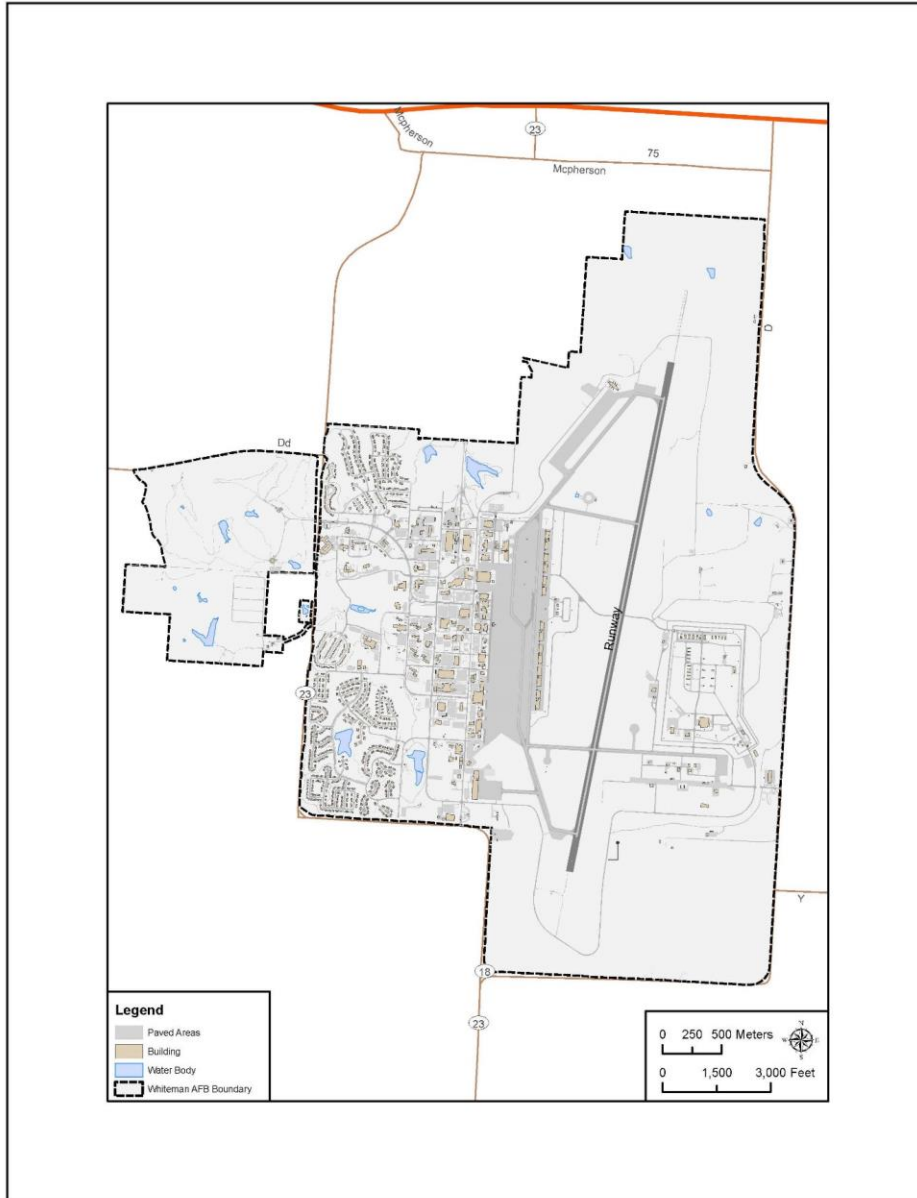 Mcpherson
23
75
Mcpherson
D
Dd
Runway
23
Y
18
23
Legend
Paved Areas
Building
Water Body
Whiteman AFB Boundary
0 250 500 Meters
N
W E
S
0 1,500 3,000 Feet